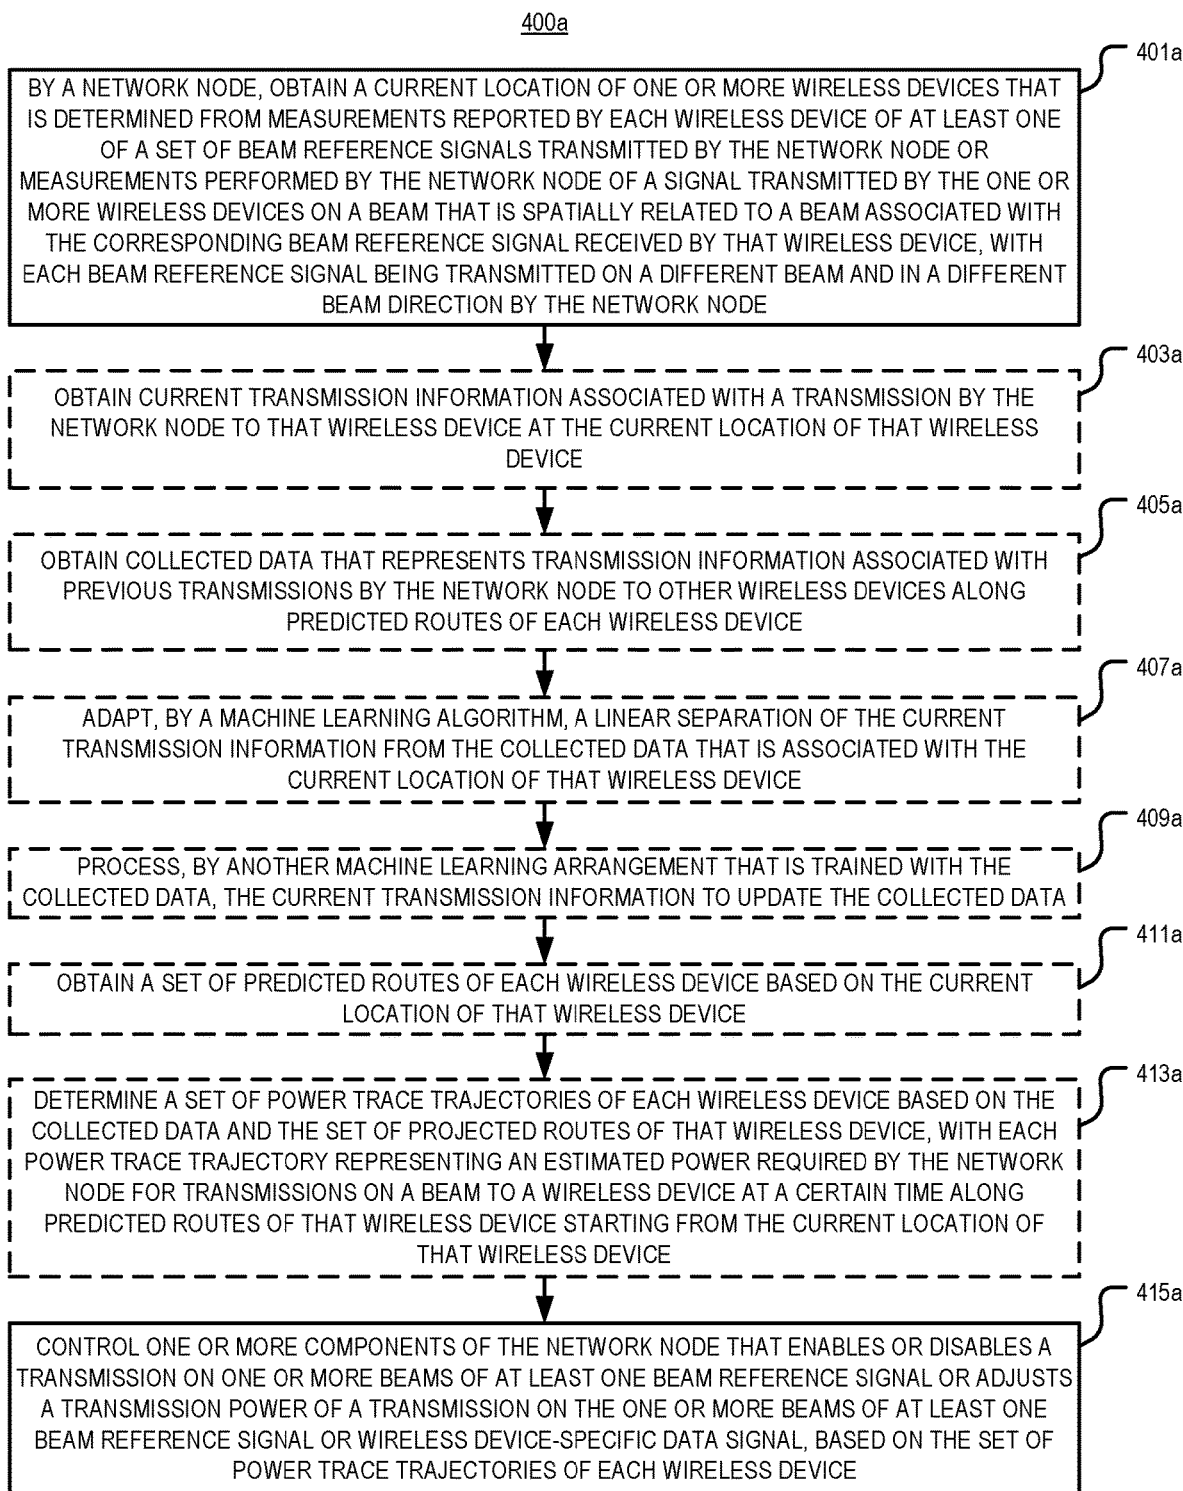 400a
401a
BY A NETWORK NODE, OBTAIN A CURRENT LOCATION OF ONE OR MORE WIRELESS DEVICES THAT
IS DETERMINED FROM MEASUREMENTS REPORTED BY EACH WIRELESS DEVICE OF AT LEAST ONE
OF A SET OF BEAM REFERENCE SIGNALS TRANSMITTED BY THE NETWORK NODE OR
MEASUREMENTS PERFORMED BY THE NETWORK NODE OF A SIGNAL TRANSMITTED BY THE ONE OR
MORE WIRELESS DEVICES ON A BEAM THAT IS SPATIALLY RELATED TO A BEAM ASSOCIATED WITH
THE CORRESPONDING BEAM REFERENCE SIGNAL RECEIVED BY THAT WIRELESS DEVICE, WITH
EACH BEAM REFERENCE SIGNAL BEING TRANSMITTED ON A DIFFERENT BEAM AND IN A DIFFERENT
BEAM DIRECTION BY THE NETWORK NODE
403a
OBTAIN CURRENT TRANSMISSION INFORMATION ASSOCIATED WITH A TRANSMISSION BY THE
NETWORK NODE TO THAT WIRELESS DEVICE AT THE CURRENT LOCATION OF THAT WIRELESS
DEVICE
405a
OBTAIN COLLECTED DATA THAT REPRESENTS TRANSMISSION INFORMATION ASSOCIATED WITH
PREVIOUS TRANSMISSIONS BY THE NETWORK NODE TO OTHER WIRELESS DEVICES ALONG
PREDICTED ROUTES OF EACH WIRELESS DEVICE
407a
ADAPT, BY A MACHINE LEARNING ALGORITHM, A LINEAR SEPARATION OF THE CURRENT
TRANSMISSION INFORMATION FROM THE COLLECTED DATA THAT IS ASSOCIATED WITH THE
CURRENT LOCATION OF THAT WIRELESS DEVICE
409a
PROCESS, BY ANOTHER MACHINE LEARNING ARRANGEMENT THAT IS TRAINED WITH THE
COLLECTED DATA, THE CURRENT TRANSMISSION INFORMATION TO UPDATE THE COLLECTED DATA
411a
OBTAIN A SET OF PREDICTED ROUTES OF EACH WIRELESS DEVICE BASED ON THE CURRENT
LOCATION OF THAT WIRELESS DEVICE
413a
DETERMINE A SET OF POWER TRACE TRAJECTORIES OF EACH WIRELESS DEVICE BASED ON THE
COLLECTED DATA AND THE SET OF PROJECTED ROUTES OF THAT WIRELESS DEVICE, WITH EACH
POWER TRACE TRAJECTORY REPRESENTING AN ESTIMATED POWER REQUIRED BY THE NETWORK
NODE FOR TRANSMISSIONS ON A BEAM TO A WIRELESS DEVICE AT A CERTAIN TIME ALONG
PREDICTED ROUTES OF THAT WIRELESS DEVICE STARTING FROM THE CURRENT LOCATION OF
THAT WIRELESS DEVICE
415a
CONTROL ONE OR MORE COMPONENTS OF THE NETWORK NODE THAT ENABLES OR DISABLES A
TRANSMISSION ON ONE OR MORE BEAMS OF AT LEAST ONE BEAM REFERENCE SIGNAL OR ADJUSTS
A TRANSMISSION POWER OF A TRANSMISSION ON THE ONE OR MORE BEAMS OF AT LEAST ONE
BEAM REFERENCE SIGNAL OR WIRELESS DEVICE-SPECIFIC DATA SIGNAL, BASED ON THE SET OF
POWER TRACE TRAJECTORIES OF EACH WIRELESS DEVICE